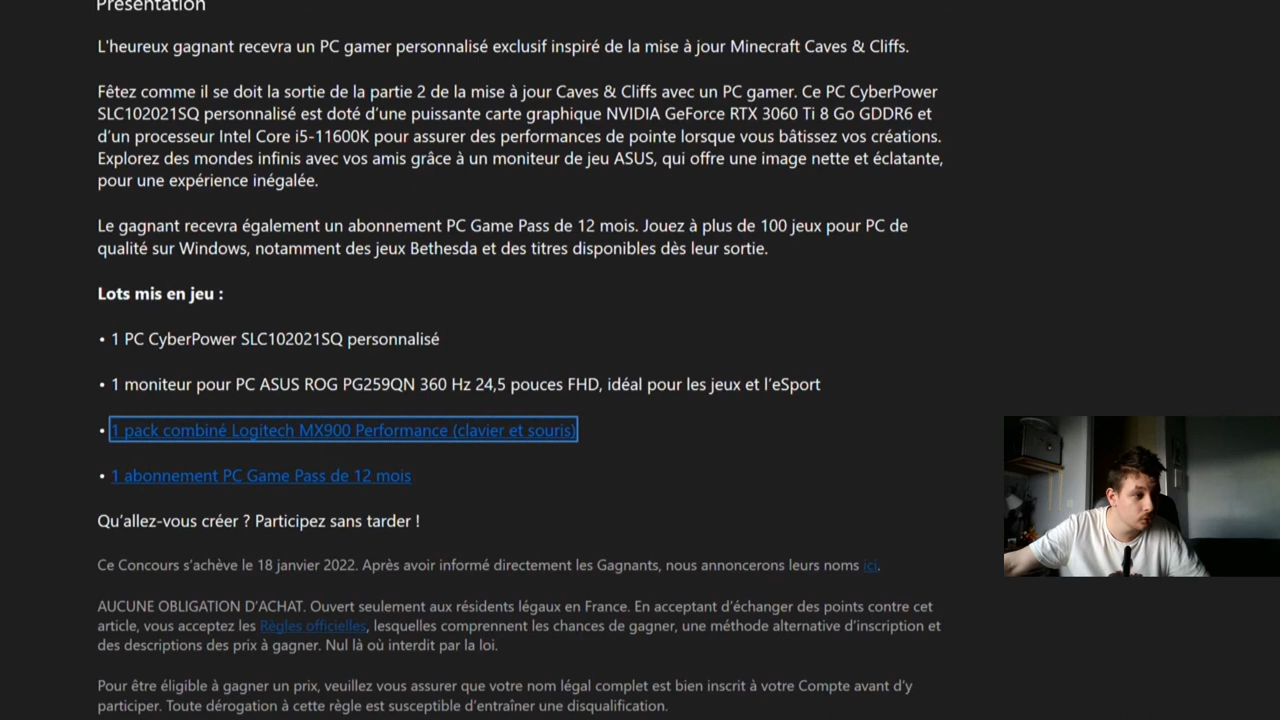 Présentation
L'heureux gagnant recevra un PC gamer personnalisé exclusif inspiré de la mise à jour Minecraft Caves & Cliffs.
Fêtez comme il se doit la sortie de la partie 2 de la mise à jour Caves & Cliffs avec un PC gamer. Ce PC CyberPower
SLC102021SQ personnalisé est doté d’une puissante carte graphique NVIDIA GeForce RTX 3060 Ti 8 Go GDDR6 et
d’un processeur Intel Core i5-11600K pour assurer des performances de pointe lorsque vous bâtissez vos créations.
Explorez des mondes infinis avec vos amis grâce à un moniteur de jeu ASUS, qui offre une image nette et éclatante,
pour une expérience inégalée.
Le gagnant recevra également un abonnement PC Game Pass de 12 mois. Jouez à plus de 100 jeux pour PC de
qualité sur Windows, notamment des jeux Bethesda et des titres disponibles dès leur sortie.
Lots mis en jeu :
• 1 PC CyberPower SLC102021SQ personnalisé
• 1 moniteur pour PC ASUS ROG PG259QN 360 Hz 24,5 pouces FHD, idéal pour les jeux et l’eSport
• 1 pack combiné Logitech MX900 Performance (clavier et souris)
• 1 abonnement PC Game Pass de 12 mois
Qu’allez-vous créer ? Participez sans tarder !
Ce Concours s’achève le 18 janvier 2022. Après avoir informé directement les Gagnants, nous annoncerons leurs noms ici.
AUCUNE OBLIGATION D’ACHAT. Ouvert seulement aux résidents légaux en France. En acceptant d’échanger des points contre cet
article, vous acceptez les Règles officielles, lesquelles comprennent les chances de gagner, une méthode alternative d’inscription et
des descriptions des prix à gagner. Nul là où interdit par la loi.
Pour être éligible à gagner un prix, veuillez vous assurer que votre nom légal complet est bien inscrit à votre Compte avant d’y
participer. Toute dérogation à cette règle est susceptible d’entraîner une disqualification.